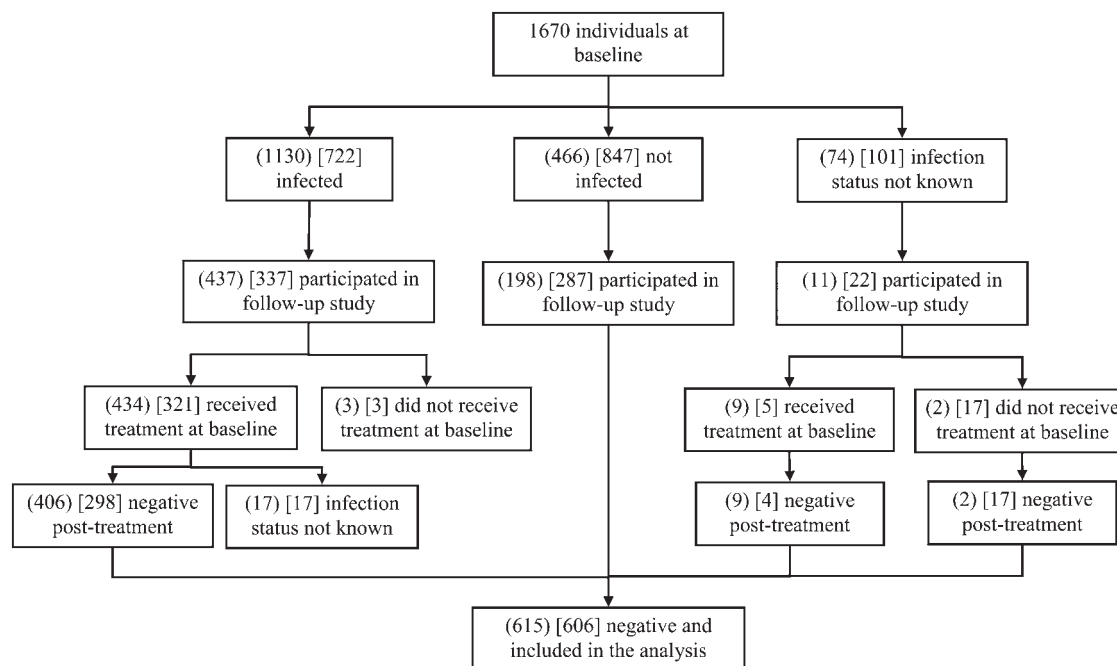 1670 individuals at
baseline
(1130) [722]
infected
(466) [847] not
infected
(74) [101] infection
status not known
(437) [337] participated in
follow-up study
(198) [287] participated in
follow-up study
(11) [22] participated in
follow-up study
(434) [321] received
treatment at baseline
(3) [3] did not receive
treatment at baseline
(9) [5] received
treatment at baseline
(2) [17] did not receive
treatment at baseline
(406) [298] negative
post-treatment
(17) [17] infection
status not known
(9) [4] negative
post-treatment
(2) [17] negative
post-treatment
(615) [606] negative and
included in the analysis